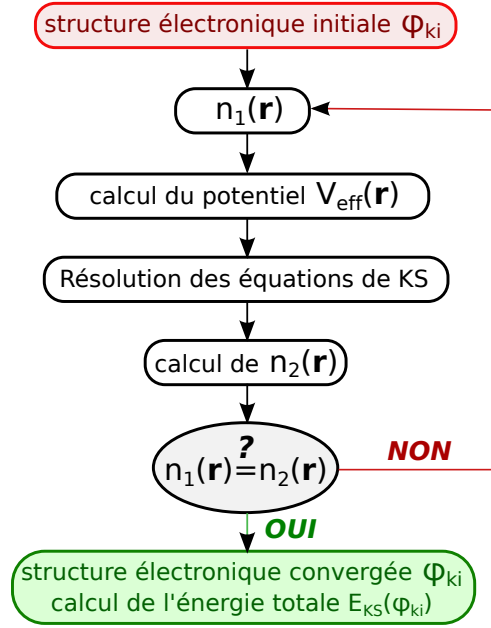 structure électronique initiale φki
n1(r)
calcul du potentiel Veff(r)
Résolution des équations de KS
calcul de n2(r)
?
n1(r)=n2(r)
NON
OUI
structure électronique convergée φki
calcul de l'énergie totale EKS(φki)